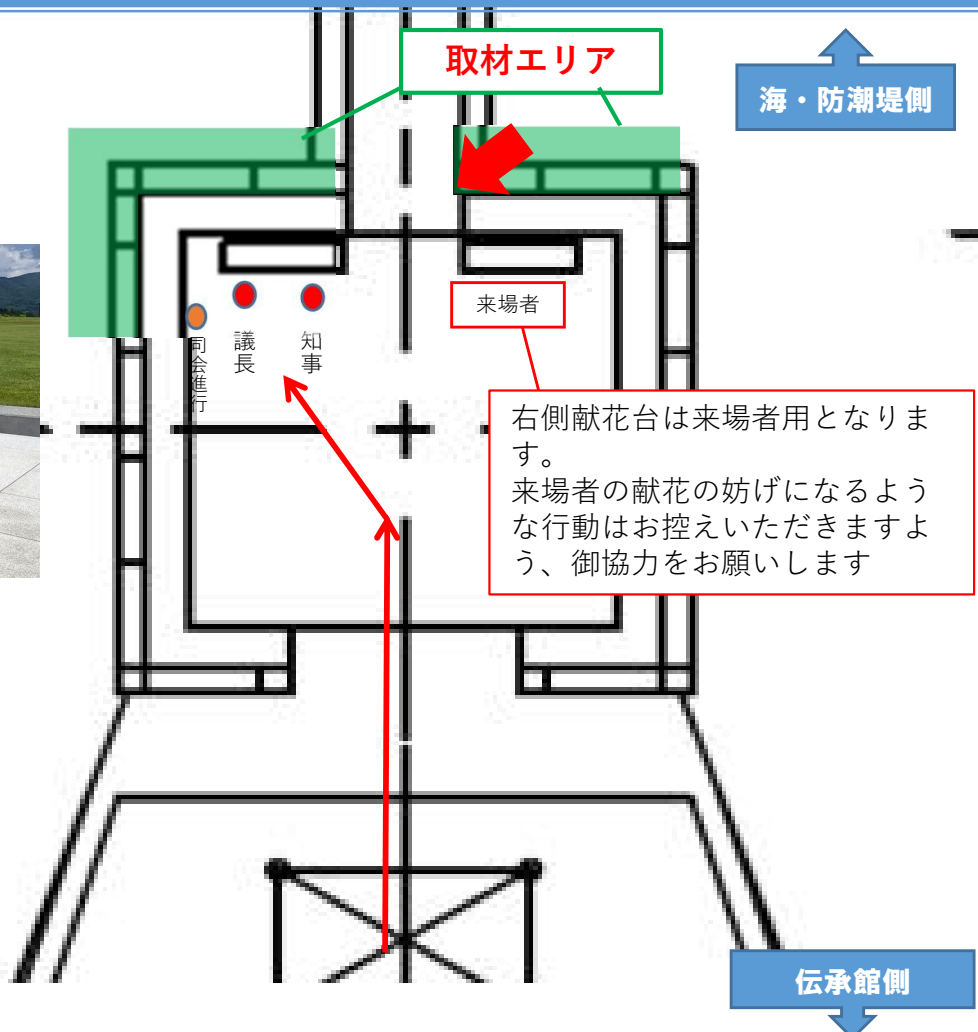 取材エリア
海・防潮堤側
来場者
知事
議長
司会進行
右側献花台は来場者用となりま
す。
来場者の献花の妨げになるよう
な行動はお控えいただきますよ
う、御協力をお願いします
伝承館側